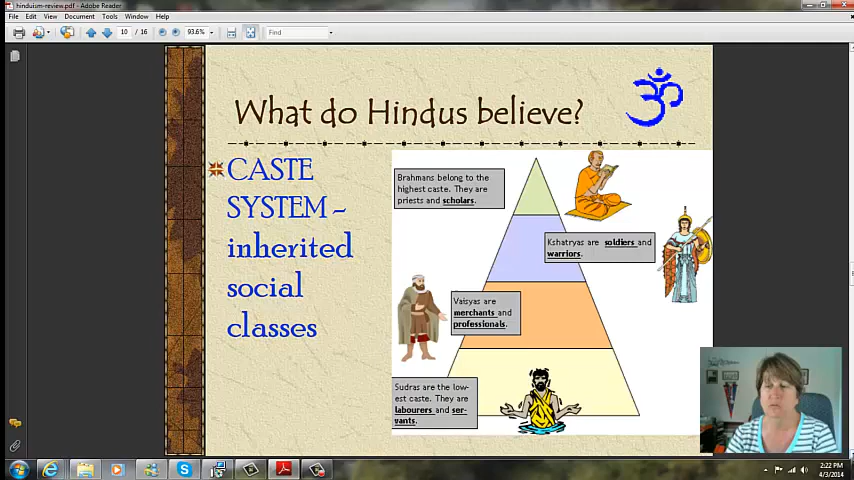 hinduism-review.pdf - Adobe Reader
File Edit View Document Tools Window Help
10 / 16 93.6% Find
What do Hindus believe?
ॐ
CASTE
SYSTEM –
inherited
social
classes
Brahmans belong to the
highest caste. They are
priests and scholars.
Kshatryas are soldiers and
warriors.
Vaisyas are
merchants and
professionals.
Sudras are the low-
est caste. They are
labourers and ser-
vants.
2:22 PM
4/3/2014